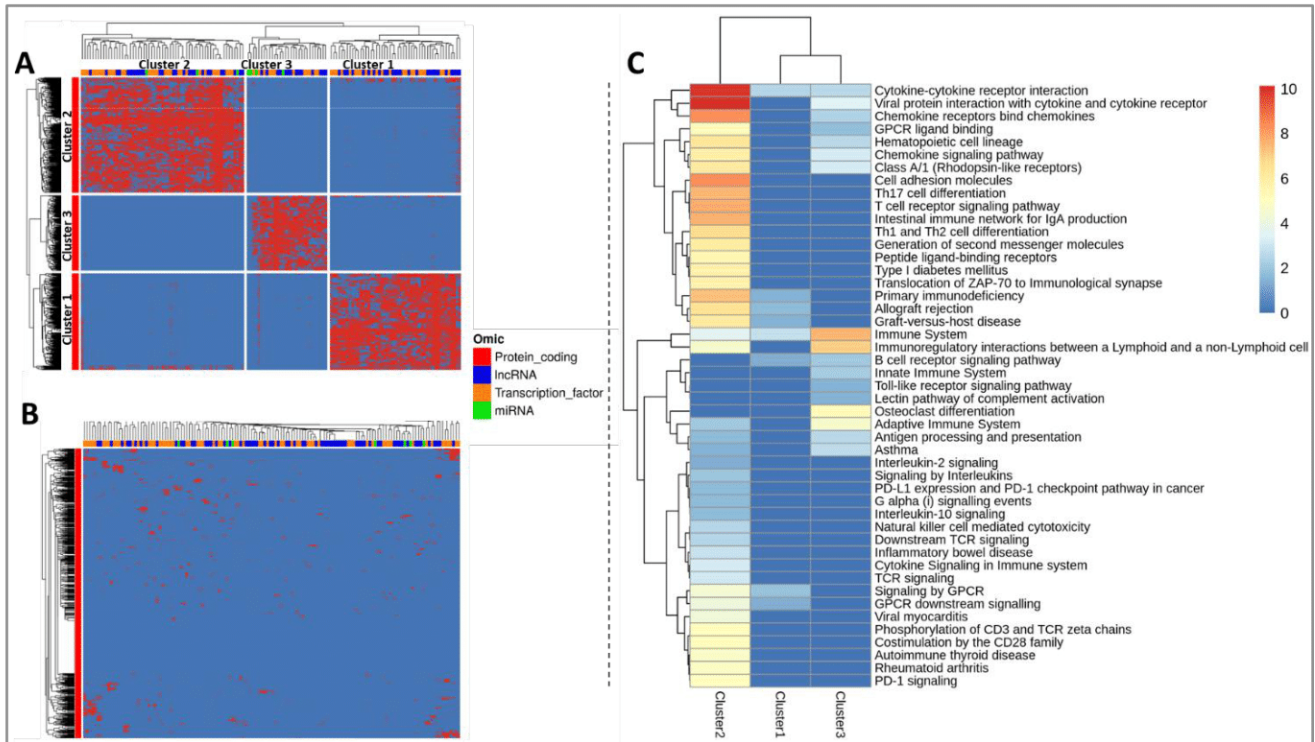 A
Cluster 2
Cluster 3
Cluster 1
Cluster 2
Cluster 3
Cluster 1
Omic
Protein_coding
lncRNA
Transcription_factor
miRNA
B
C
Cytokine-cytokine receptor interaction
Viral protein interaction with cytokine and cytokine receptor
Chemokine receptors bind chemokines
GPCR ligand binding
Hematopoietic cell lineage
Chemokine signaling pathway
Class A/1 (Rhodopsin-like receptors)
Cell adhesion molecules
Th17 cell differentiation
T cell receptor signaling pathway
Intestinal immune network for IgA production
Th1 and Th2 cell differentiation
Generation of second messenger molecules
Peptide ligand-binding receptors
Type I diabetes mellitus
Translocation of ZAP-70 to Immunological synapse
Primary immunodeficiency
Allograft rejection
Graft-versus-host disease
Immune System
Immunoregulatory interactions between a Lymphoid and a non-Lymphoid cell
B cell receptor signaling pathway
Innate Immune System
Toll-like receptor signaling pathway
Lectin pathway of complement activation
Osteoclast differentiation
Adaptive Immune System
Antigen processing and presentation
Asthma
Interleukin-2 signaling
Signaling by Interleukins
PD-L1 expression and PD-1 checkpoint pathway in cancer
G alpha (i) signalling events
Interleukin-10 signaling
Natural killer cell mediated cytotoxicity
Downstream TCR signaling
Inflammatory bowel disease
Cytokine Signaling in Immune system
TCR signaling
Signaling by GPCR
GPCR downstream signalling
Viral myocarditis
Phosphorylation of CD3 and TCR zeta chains
Costimulation by the CD28 family
Autoimmune thyroid disease
Rheumatoid arthritis
PD-1 signaling
Cluster2
Cluster1
Cluster3
10
8
6
4
2
0